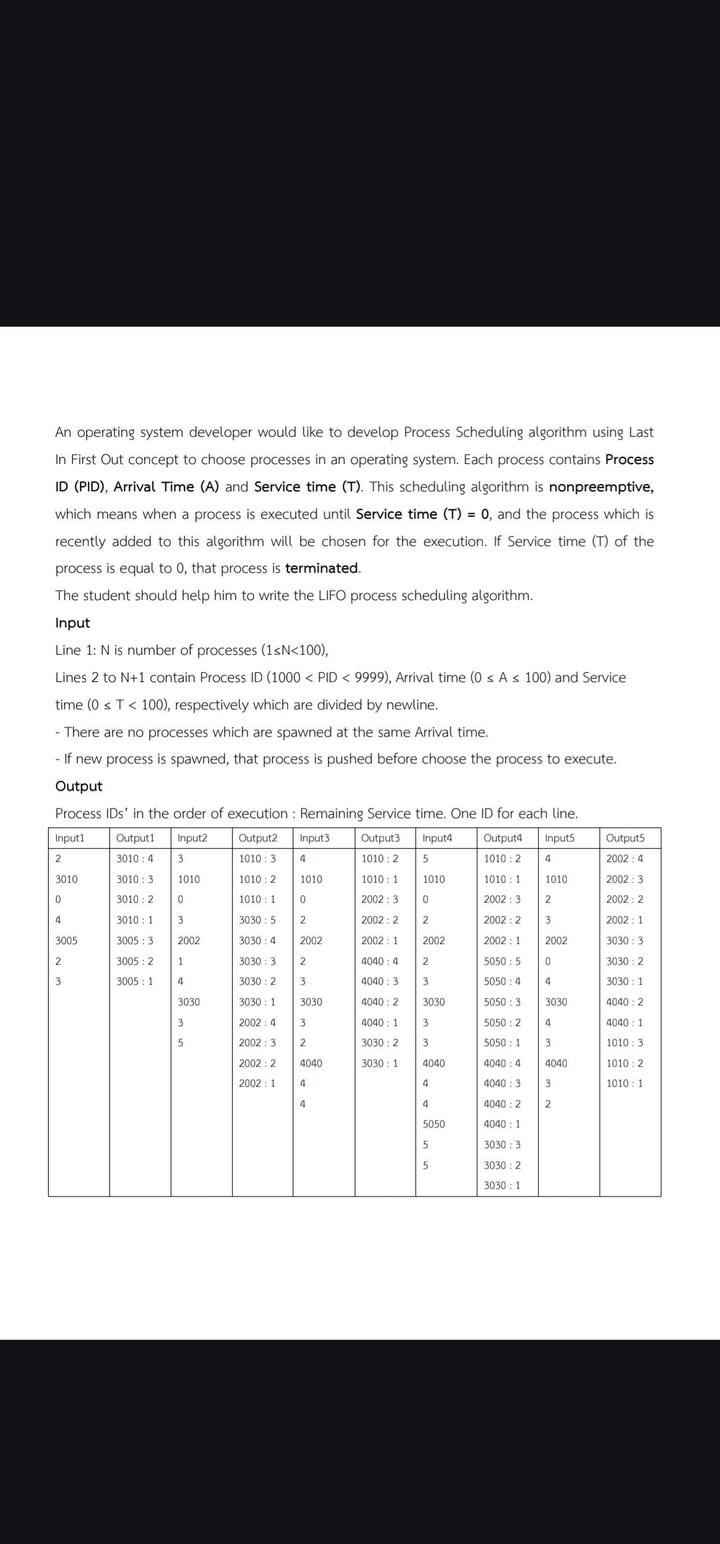 An operating system developer would like to develop Process Scheduling algorithm using Last
In First Out concept to choose processes in an operating system. Each process contains Process
ID (PID), Arrival Time (A) and Service time (T). This scheduling algorithm is nonpreemptive,
which means when a process is executed until Service time (T) = 0, and the process which is
recently added to this algorithm will be chosen for the execution. If Service time (T) of the
process is equal to 0, that process is terminated.
The student should help him to write the LIFO process scheduling algorithm.
Input
Line 1: N is number of processes (1≤N<100),
Lines 2 to N+1 contain Process ID (1000 < PID < 9999), Arrival time (0 ≤ A ≤ 100) and Service
time (0 ≤ T < 100), respectively which are divided by newline.
- There are no processes which are spawned at the same Arrival time.
- If new process is spawned, that process is pushed before choose the process to execute.
Output
Process IDs' in the order of execution : Remaining Service time. One ID for each line.
Input1 Output1 Input2 Output2 Input3 Output3 Input4 Output4 Input5 Output5
2 3010 : 4 3 1010 : 3 4 1010 : 2 5 1010 : 2 4 2002 : 4
3010 3010 : 3 1010 1010 : 2 1010 1010 : 1 1010 1010 : 1 1010 2002 : 3
0 3010 : 2 0 1010 : 1 0 2002 : 3 0 2002 : 3 2 2002 : 2
4 3010 : 1 3 3030 : 5 2 2002 : 2 2 2002 : 2 3 2002 : 1
3005 3005 : 3 2002 3030 : 4 2002 2002 : 1 2002 2002 : 1 2002 3030 : 3
2 3005 : 2 1 3030 : 3 2 4040 : 4 2 5050 : 5 0 3030 : 2
3 3005 : 1 4 3030 : 2 3 4040 : 3 3 5050 : 4 4 3030 : 1
3030 3030 : 1 3030 4040 : 2 3030 5050 : 3 3030 4040 : 2
3 2002 : 4 3 4040 : 1 3 5050 : 2 4 4040 : 1
5 2002 : 3 2 3030 : 2 3 5050 : 1 3 1010 : 3
2002 : 2 4040 3030 : 1 4040 4040 : 4 4040 1010 : 2
2002 : 1 4 4 4040 : 3 3 1010 : 1
4 4 4040 : 2 2
5050 4040 : 1
5 3030 : 3
5 3030 : 2
3030 : 1